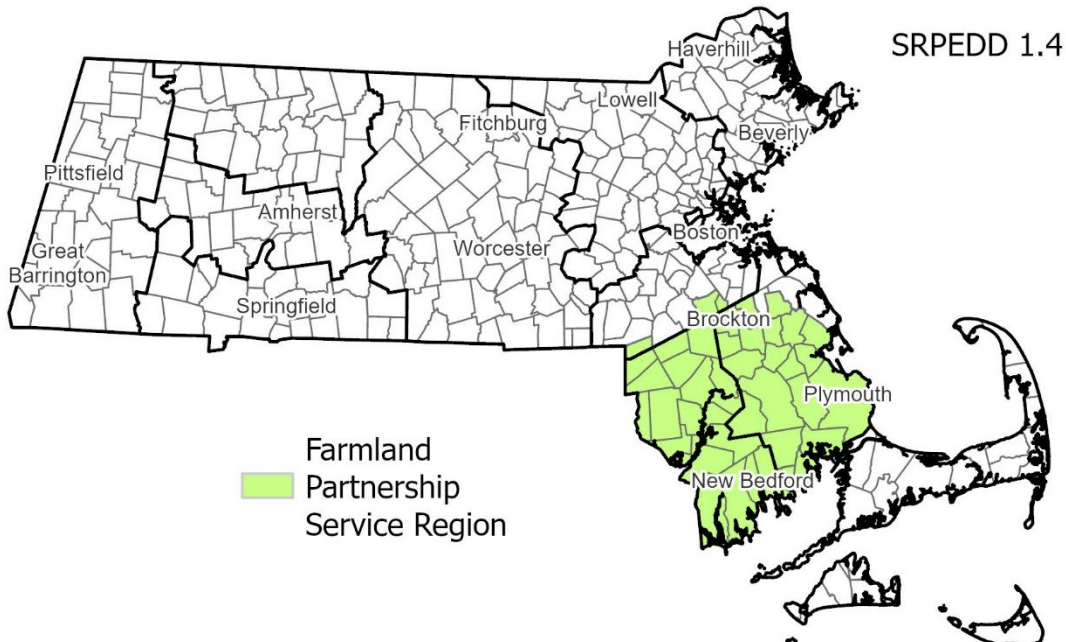 SRPEDD 1.4
Haverhill
Lowell
Fitchburg
Beverly
Pittsfield
Amherst
Boston
Great
Barrington
Worcester
Springfield
Brockton
Plymouth
New Bedford
Farmland
Partnership
Service Region